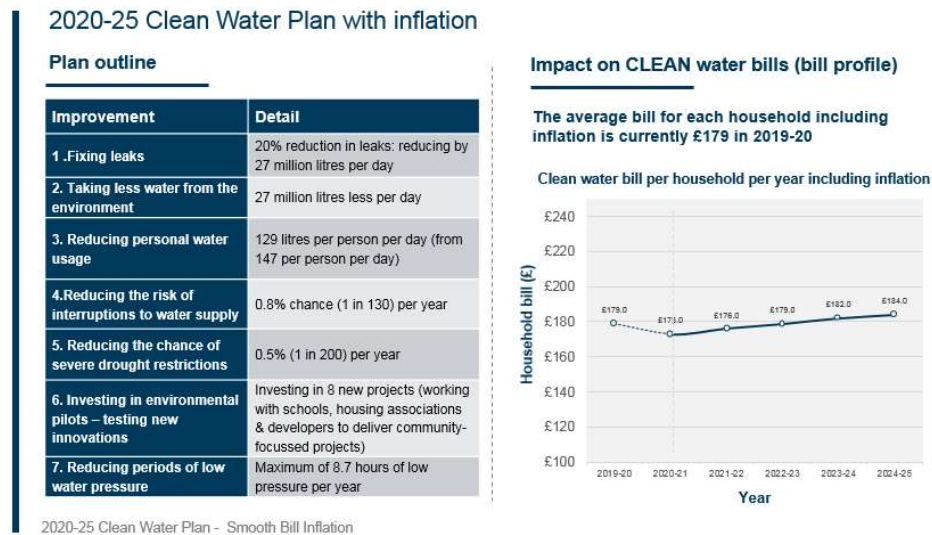 2020-25 Clean Water Plan with inflation
Plan outline
Improvement
Detail
1 .Fixing leaks
20% reduction in leaks: reducing by
27 million litres per day
2. Taking less water from the
environment
27 million litres less per day
3. Reducing personal water
usage
129 litres per person per day (from
147 per person per day)
4.Reducing the risk of
interruptions to water supply
0.8% chance (1 in 130) per year
5. Reducing the chance of
severe drought restrictions
0.5% (1 in 200) per year
6. Investing in environmental
pilots – testing new
innovations
Investing in 8 new projects (working
with schools, housing associations
& developers to deliver community-
focussed projects)
7. Reducing periods of low
water pressure
Maximum of 8.7 hours of low
pressure per year
2020-25 Clean Water Plan - Smooth Bill Inflation
Impact on CLEAN water bills (bill profile)
The average bill for each household including
inflation is currently £179 in 2019-20
Clean water bill per household per year including inflation
Household bill (£)
£240
£220
£200
£180
£160
£140
£120
£100
£179.0
£176.0
£179.0
£182.0
£184.0
2019-20
2020-21
2021-22
2022-23
2023-24
2024-25
Year